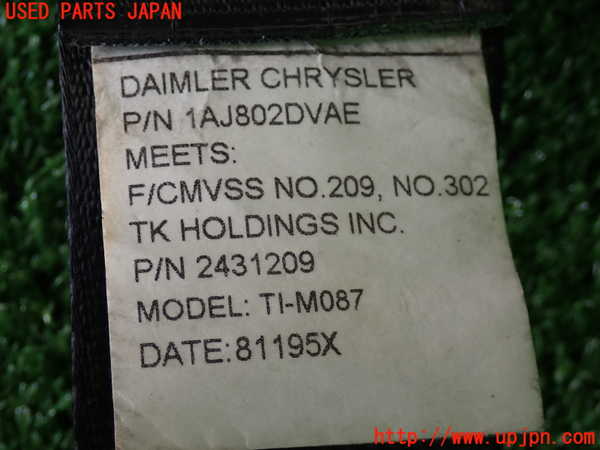 USED PARTS JAPAN
DAIMLER CHRYSLER
P/N 1AJ802DVAE
MEETS:
F/CMVSS NO.209, NO.302
TK HOLDINGS INC.
P/N 2431209
MODEL: TI-M087
DATE:81195X
(C) www.upjpn.com